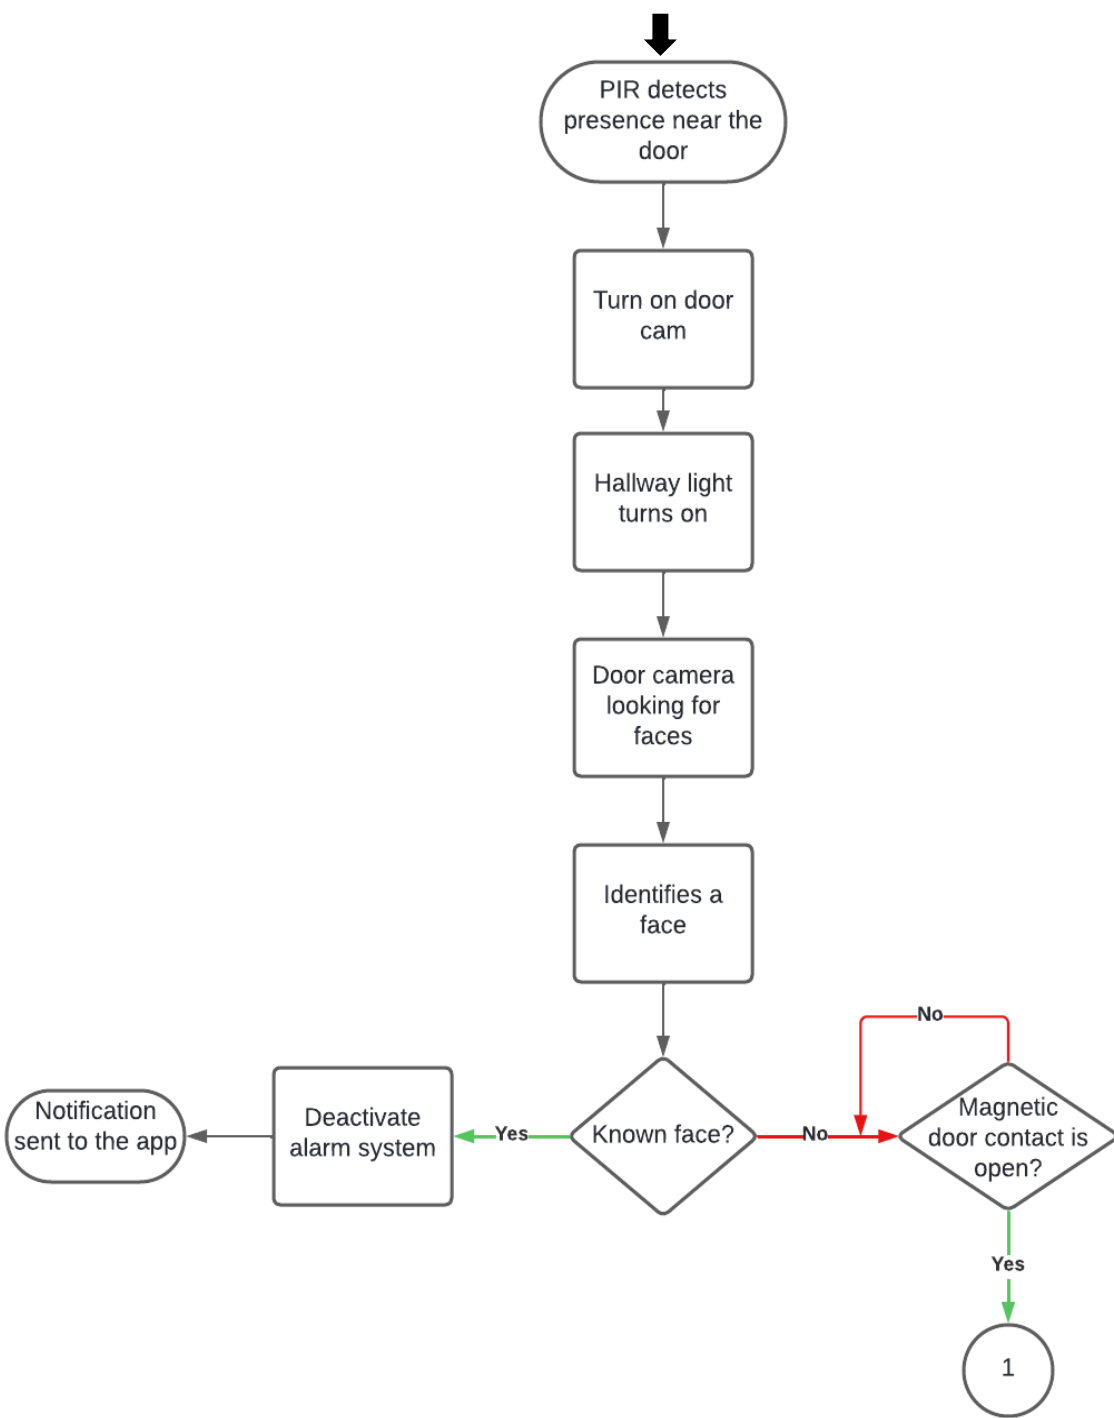 PIR detects
presence near the
door
Turn on door
cam
Hallway light
turns on
Door camera
looking for
faces
Identifies a
face
No
Notification
sent to the app
Deactivate
alarm system
Yes
Known face?
No
Magnetic
door contact is
open?
Yes
1